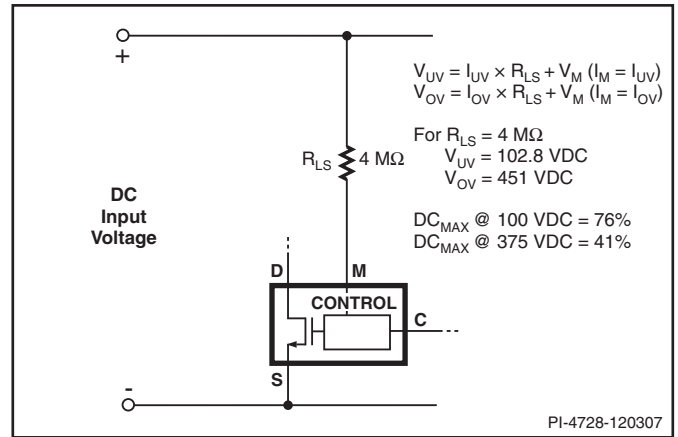 +
V_UV = I_UV × R_LS + V_M (I_M = I_UV)
V_OV = I_OV × R_LS + V_M (I_M = I_OV)
For R_LS = 4 MΩ
V_UV = 102.8 VDC
V_OV = 451 VDC
DC_MAX @ 100 VDC = 76%
DC_MAX @ 375 VDC = 41%
R_LS
4 MΩ
DC
Input
Voltage
D
M
CONTROL
C
S
-
PI-4728-120307